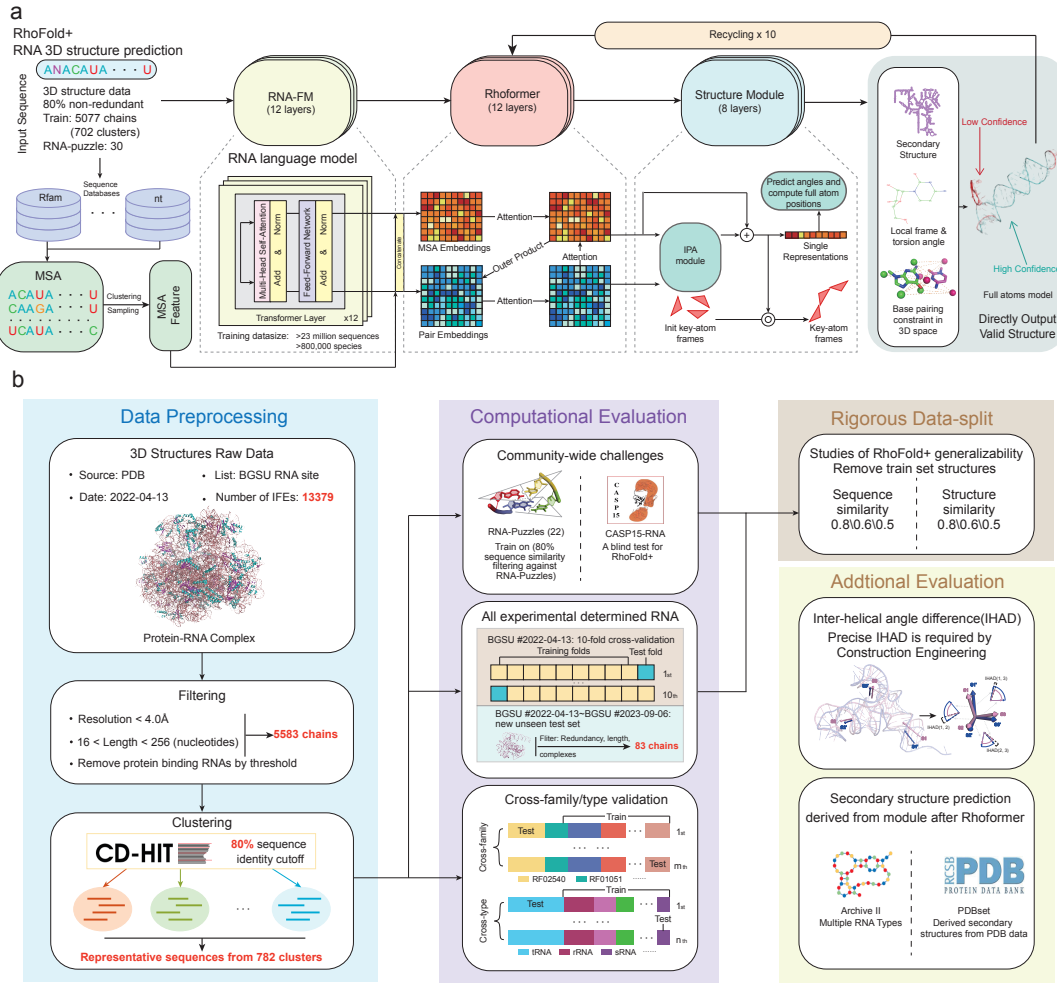 a
RhoFold+
RNA 3D structure prediction
Input Sequence
ANACAUA · · · U
3D structure data
80% non-redundant
Train: 5077 chains
(702 clusters)
RNA-puzzle: 30
Sequence
Databases
Rfam
· · ·
nt
MSA
ACAUA · · · U
CAAGA · · · U
UCAUA · · · C
Clustering
Sampling
MSA
Feature
RNA-FM
(12 layers)
RNA language model
Multi-Head Self-Attention
Add & Norm
Feed-Forward Network
Add & Norm
Transformer Layer
x12
Training datasize:
>23 million sequences
>800,000 species
Concatenate
Recycling x 10
Rhoformer
(12 layers)
MSA Embeddings
Attention
Outer Product
Attention
Attention
Pair Embeddings
Structure Module
(8 layers)
Predict angles and
compute full atom
positions
IPA
module
Single
Representations
Init key-atom
frames
Key-atom
frames
Secondary
Structure
Local frame &
torsion angle
Base pairing
constraint in
3D space
Low Confidence
High Confidence
Full atoms model
Directly Output
Valid Structure
b
Data Preprocessing
3D Structures Raw Data
• Source: PDB
• List: BGSU RNA site
• Date: 2022-04-13
• Number of IFEs: 13379
Protein-RNA Complex
Filtering
• Resolution < 4.0Å
• 16 < Length < 256 (nucleotides)
• Remove protein binding RNAs by threshold
5583 chains
Clustering
CD-HIT
80% sequence
identity cutoff
...
Representative sequences from 782 clusters
Computational Evaluation
Community-wide challenges
CASP15
RNA-Puzzles (22)
Train on (80%
sequence similarity
filtering against
RNA-Puzzles)
CASP15-RNA
A blind test for
RhoFold+
All experimental determined RNA
BGSU #2022-04-13: 10-fold cross-validation
Training folds
Test fold
1st
...
10th
BGSU #2022-04-13~BGSU #2023-09-06:
new unseen test set
Fliter: Redundancy, length,
complexes
83 chains
Cross-family/type validation
Cross-family
Train
Test
· · ·
1st
... ...
· · ·
Test
mth
RF02540
RF01051
......
Cross-type
Train
Test
· · ·
1st
... ...
Test
· · ·
nth
tRNA
rRNA
sRNA
......
Rigorous Data-split
Studies of RhoFold+ generalizability
Remove train set structures
Sequence
similarity
0.8\0.6\0.5
Structure
similarity
0.8\0.6\0.5
Addtional Evaluation
Inter-helical angle difference(IHAD)
Precise IHAD is required by
Construction Engineering
IHAD(1, 3)
IHAD(1, 2)
IHAD(2, 3)
Secondary structure prediction
derived from module after Rhoformer
Archive II
Multiple RNA Types
RCSB
PDB
PROTEIN DATA BANK
PDBset
Derived secondary
structures from PDB data